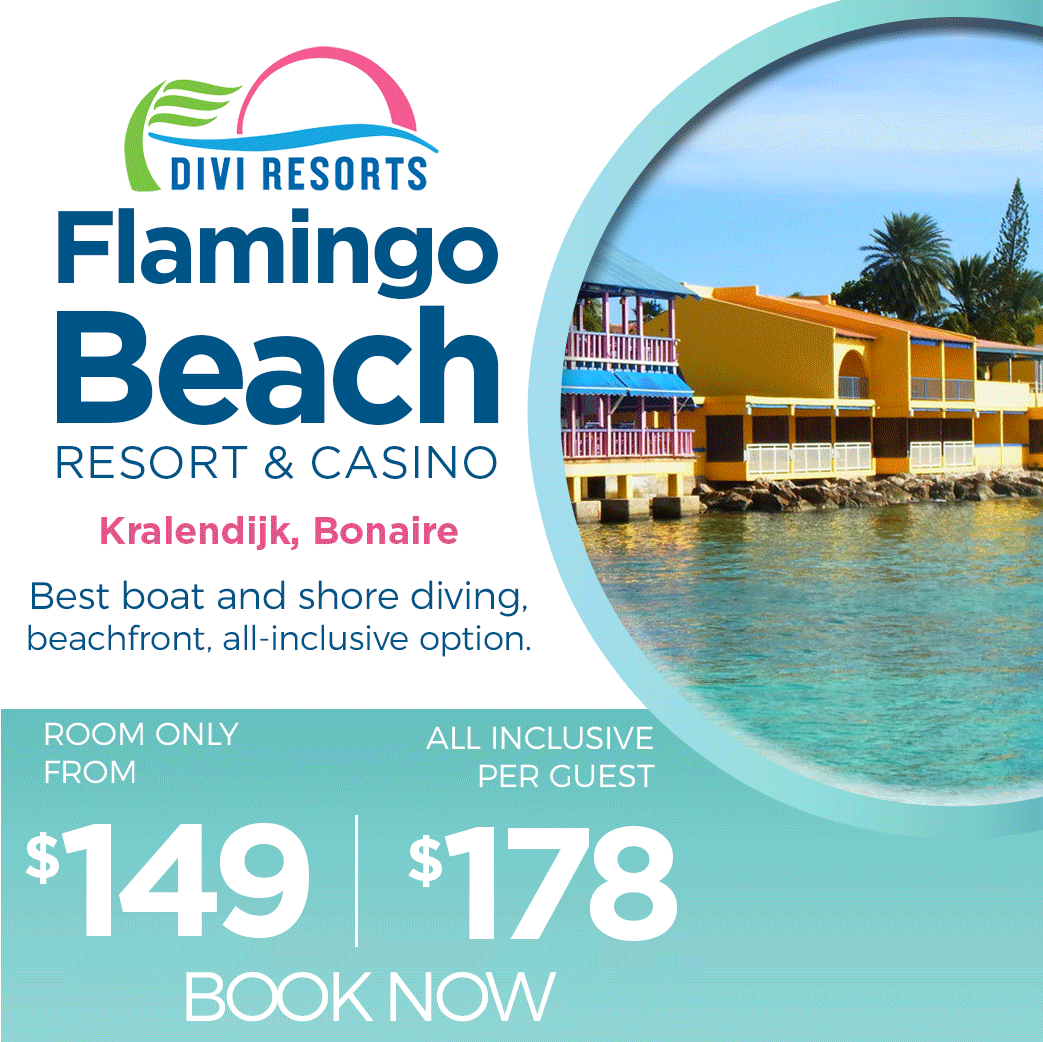 DIVI RESORTS
Flamingo
Beach
RESORT & CASINO
Kralendijk, Bonaire
Best boat and shore diving,
beachfront, all-inclusive option.
ROOM ONLY
FROM
$149
ALL INCLUSIVE
PER GUEST
$178
BOOK NOW